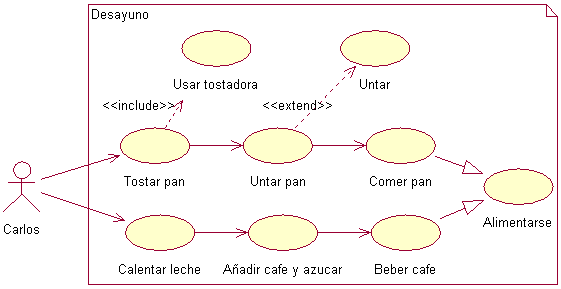 Desayuno
Usar tostadora
Untar
<<include>>
<<extend>>
Tostar pan
Untar pan
Comer pan
Carlos
Alimentarse
Calentar leche
Añadir cafe y azucar
Beber cafe